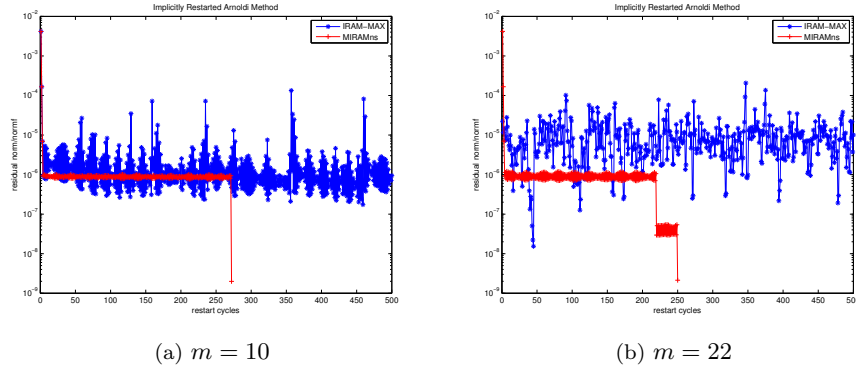 Implicitly Restarted Arnoldi Method
10^-2
10^-3
10^-4
10^-5
10^-6
10^-7
10^-8
10^-9
residual norm/normf
IRAM-MAX
MIRAMns
0 50 100 150 200 250 300 350 400 450 500
restart cycles
(a) m = 10
Implicitly Restarted Arnoldi Method
10^-2
10^-3
10^-4
10^-5
10^-6
10^-7
10^-8
10^-9
residual norm/normf
IRAM-MAX
MIRAMns
0 50 100 150 200 250 300 350 400 450 500
restart cycles
(b) m = 22